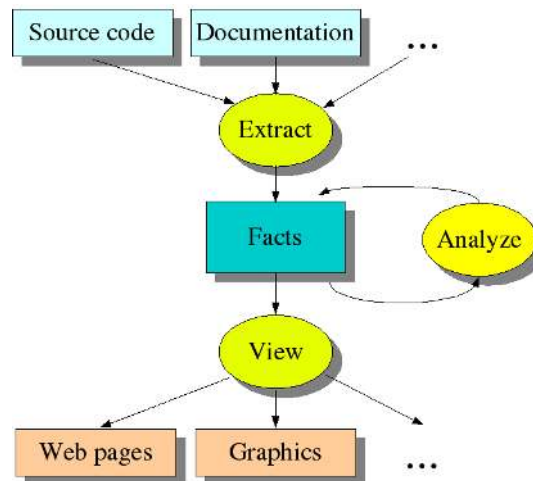 Source code
Documentation
...
Extract
Facts
Analyze
View
Web pages
Graphics
...